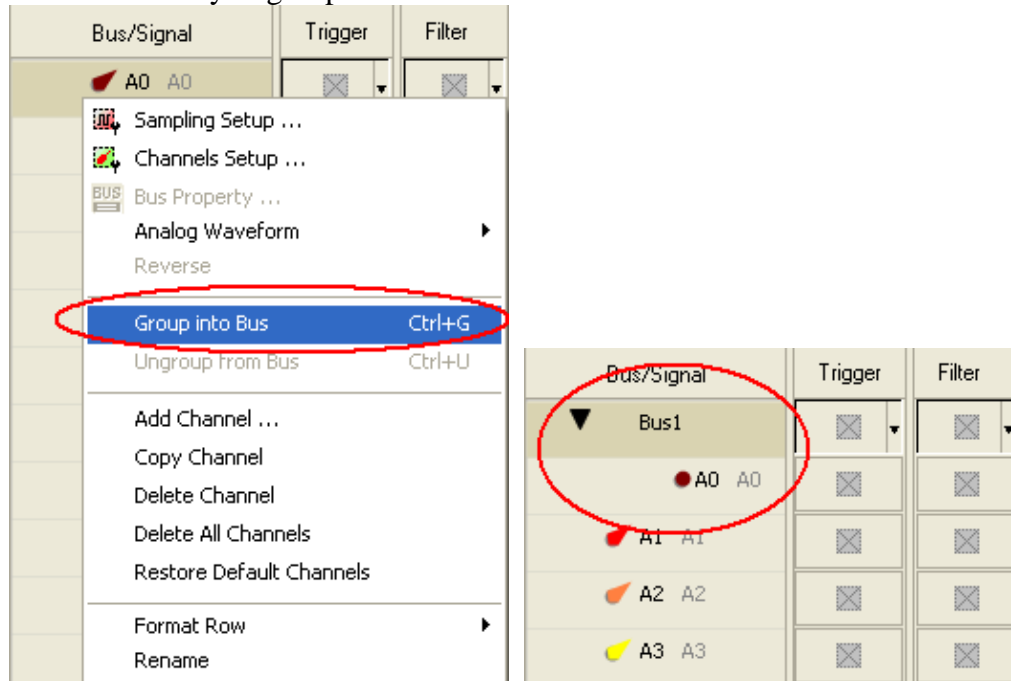 Bus/Signal Trigger Filter
A0 A0
Sampling Setup ...
Channels Setup ...
BUS Bus Property ...
Analog Waveform
Reverse
Group into Bus Ctrl+G
Ungroup from Bus Ctrl+U
Add Channel ...
Copy Channel
Delete Channel
Delete All Channels
Restore Default Channels
Format Row
Rename
Bus/Signal Trigger Filter
Bus1
A0 A0
A1 A1
A2 A2
A3 A3